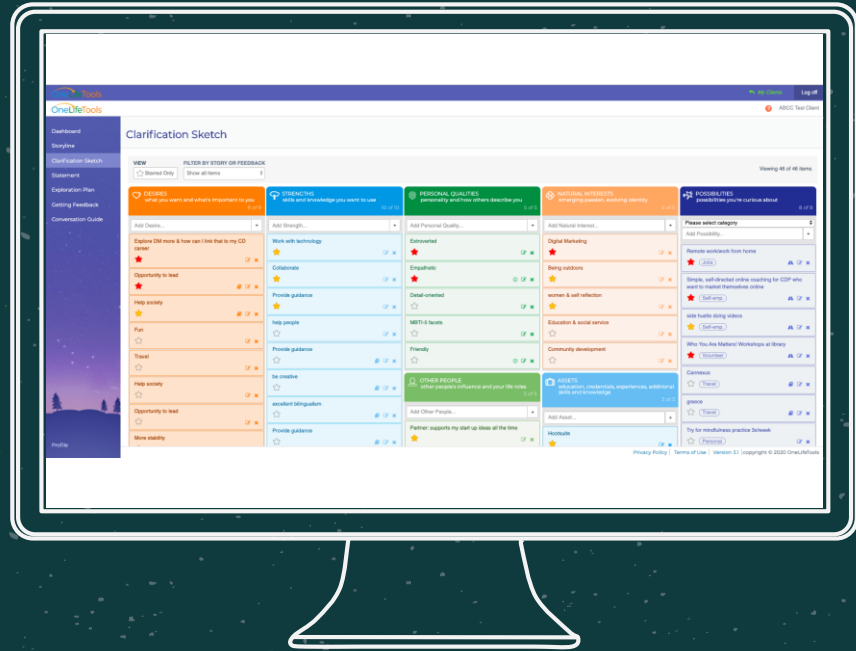 OneLifeTools
My Clients
Log off
OneLifeTools
ABCC Test Client
Dashboard
Storyline
Clarification Sketch
Statement
Exploration Plan
Getting Feedback
Conversation Guide
Profile
Clarification Sketch
VIEW
Starred Only
FILTER BY STORY OR FEEDBACK
Show all items
Viewing 46 of 46 items.
DESIRES
what you want and what's important to you
Add Desire...
Explore DM more & how can I link that to my CD
career
Opportunity to lead
Help society
Fun
Travel
Help society
Opportunity to lead
More stability
STRENGTHS
skills and knowledge you want to use
10 of 10
Add Strength...
Work with technology
Collaborate
Provide guidance
help people
Provide guidance
be creative
excellent bilingualism
Provide guidance
PERSONAL QUALITIES
personality and how others describe you
5 of 5
Add Personal Quality...
Extroverted
Empathetic
Detail-oriented
MBTI-S facets
Friendly
OTHER PEOPLE
other people's influence and your life roles
Add Other People...
Partner: supports my start up ideas all the time
NATURAL INTERESTS
emerging passion, evolving identity
Add Natural Interest...
Digital Marketing
Being outdoors
women & self reflection
Education & social service
Community development
ASSETS
education, credentials, experiences, additional
skills and knowledge
Add Asset...
Hootsuite
POSSIBILITIES
possibilities you're curious about
8 of 8
Please select category
Add Possibility...
Remote work/work from home
Jobs
Simple, self-directed online coaching for CDP who
want to market themselves online
Self-emp.
side hustle doing videos
Self-emp.
Who You Are Matters! Workshops at library
Volunteer
Cannexus
Travel
greece
Travel
Try for mindfulness practice 3x/week
Personal
Privacy Policy | Terms of Use | Version 3.1 | copyright © 2020 OneLifeTools